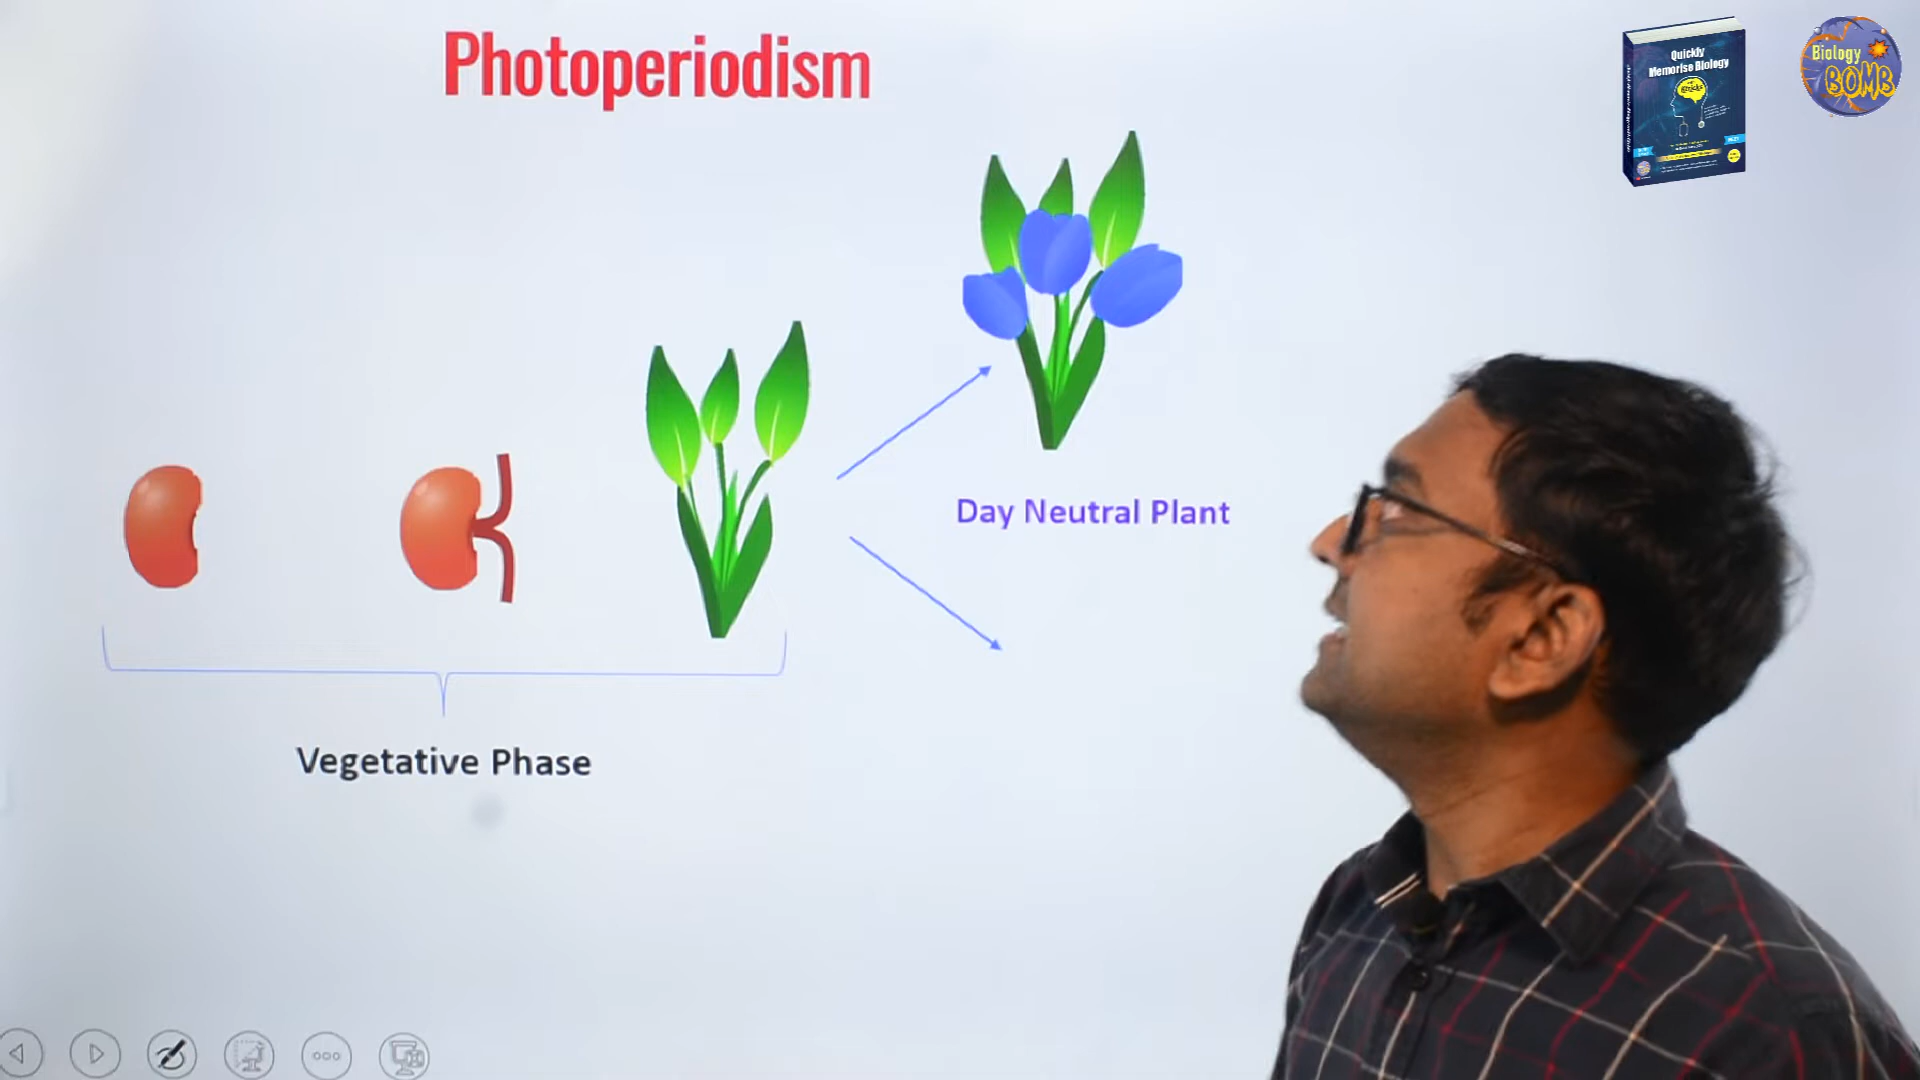 Photoperiodism
Quickly
Memorise Biology
Biology
BOMB
Day Neutral Plant
Vegetative Phase